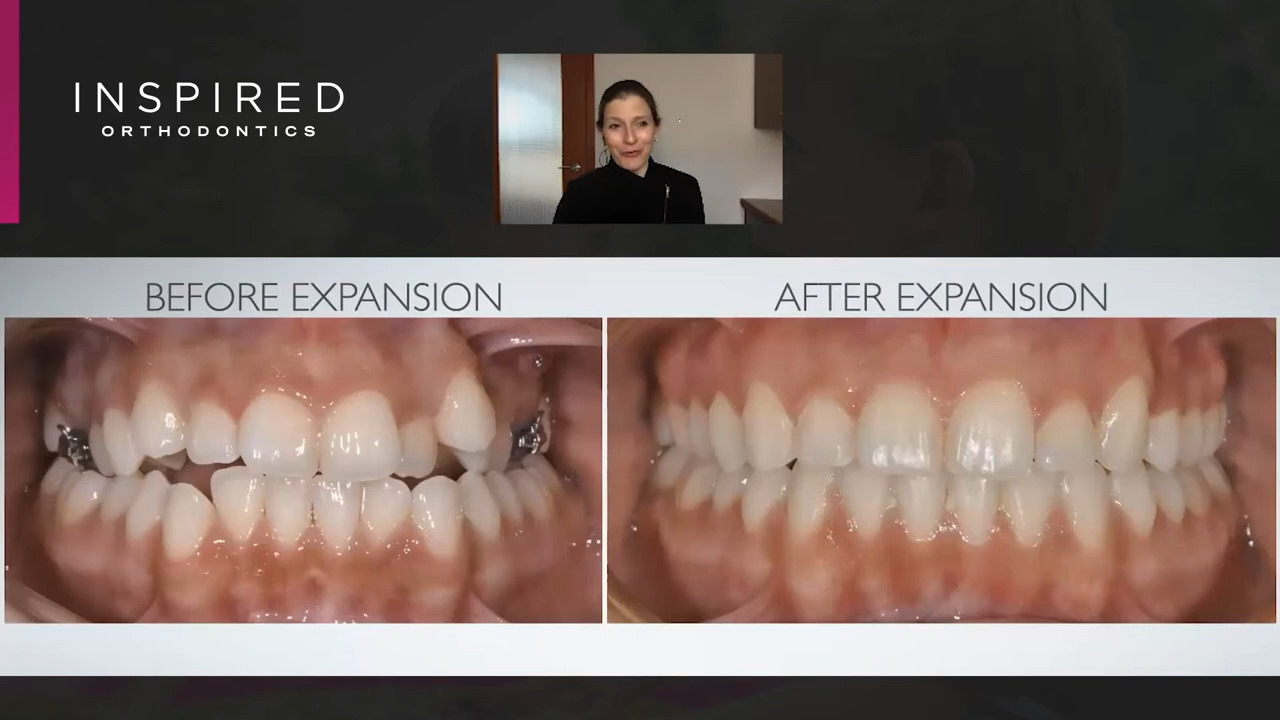 INSPIRED
ORTHODONTICS
BEFORE EXPANSION
AFTER EXPANSION